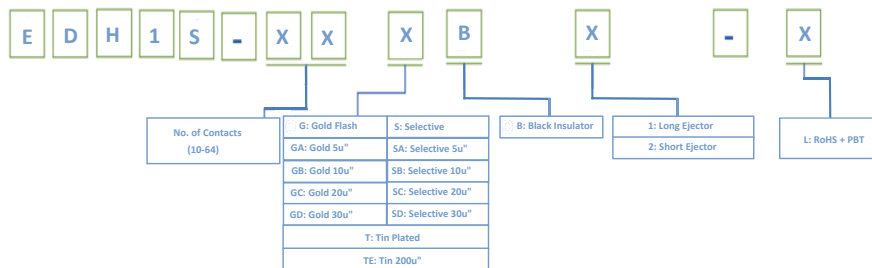 E D H 1 S - X X X B X - X
No. of Contacts
(10-64)
G: Gold Flash
S: Selective
GA: Gold 5u"
SA: Selective 5u"
GB: Gold 10u"
SB: Selective 10u"
GC: Gold 20u"
SC: Selective 20u"
GD: Gold 30u"
SD: Selective 30u"
T: Tin Plated
TE: Tin 200u"
B: Black Insulator
1: Long Ejector
2: Short Ejector
L: RoHS + PBT